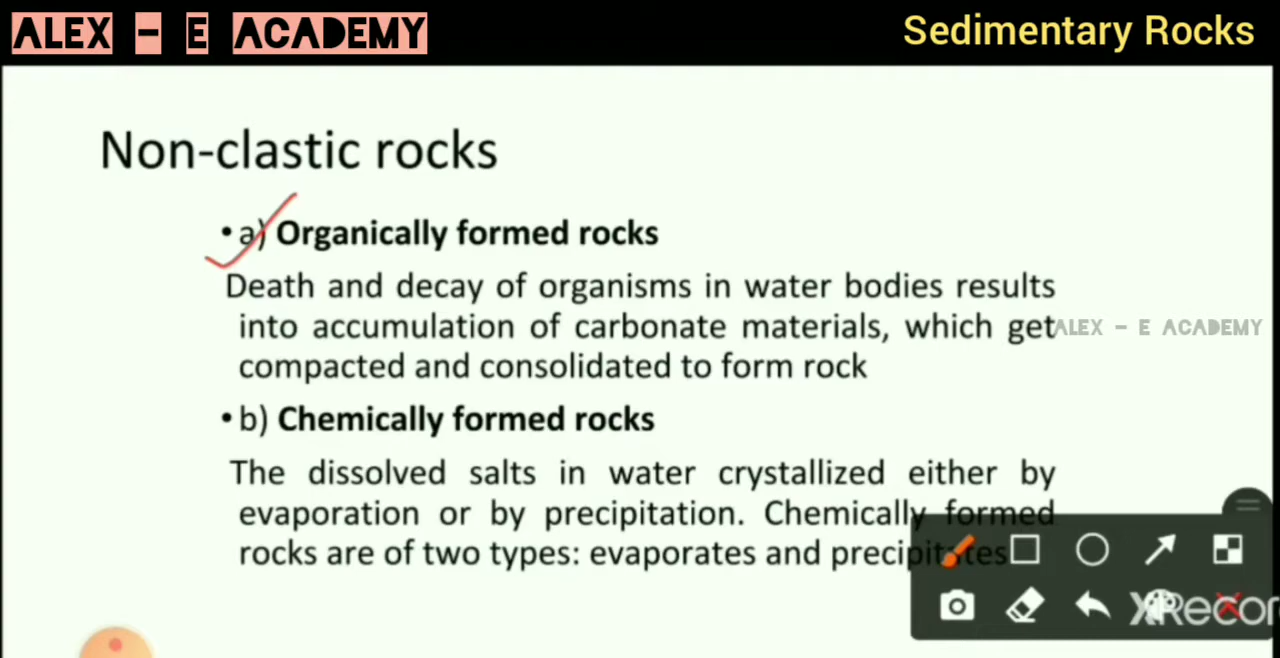 ALEX - E ACADEMY
Sedimentary Rocks
Non-clastic rocks
• a) Organically formed rocks
Death and decay of organisms in water bodies results
into accumulation of carbonate materials, which get
ALEX - E ACADEMY
compacted and consolidated to form rock
• b) Chemically formed rocks
The dissolved salts in water crystallized either by
evaporation or by precipitation. Chemically formed
rocks are of two types: evaporates and precipitates
XRecor